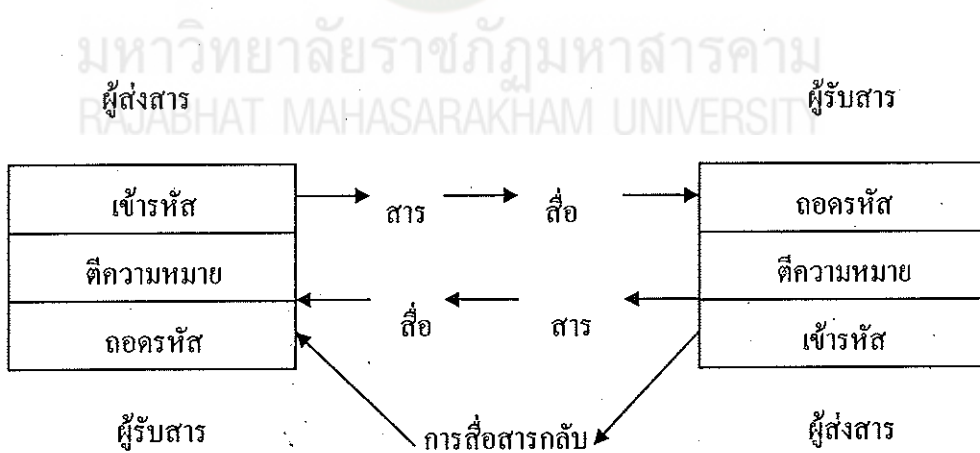 มหาวิทยาลัยราชภัฏมหาสารคาม
RAJABHAT MAHASARAKHAM UNIVERSITY
ผู้ส่งสาร ผู้รับสาร
เข้ารหัส สาร สื่อ ถอดรหัส
ตีความหมาย ตีความหมาย
สื่อ สาร
ถอดรหัส เข้ารหัส
ผู้รับสาร การสื่อสารกลับ ผู้ส่งสาร